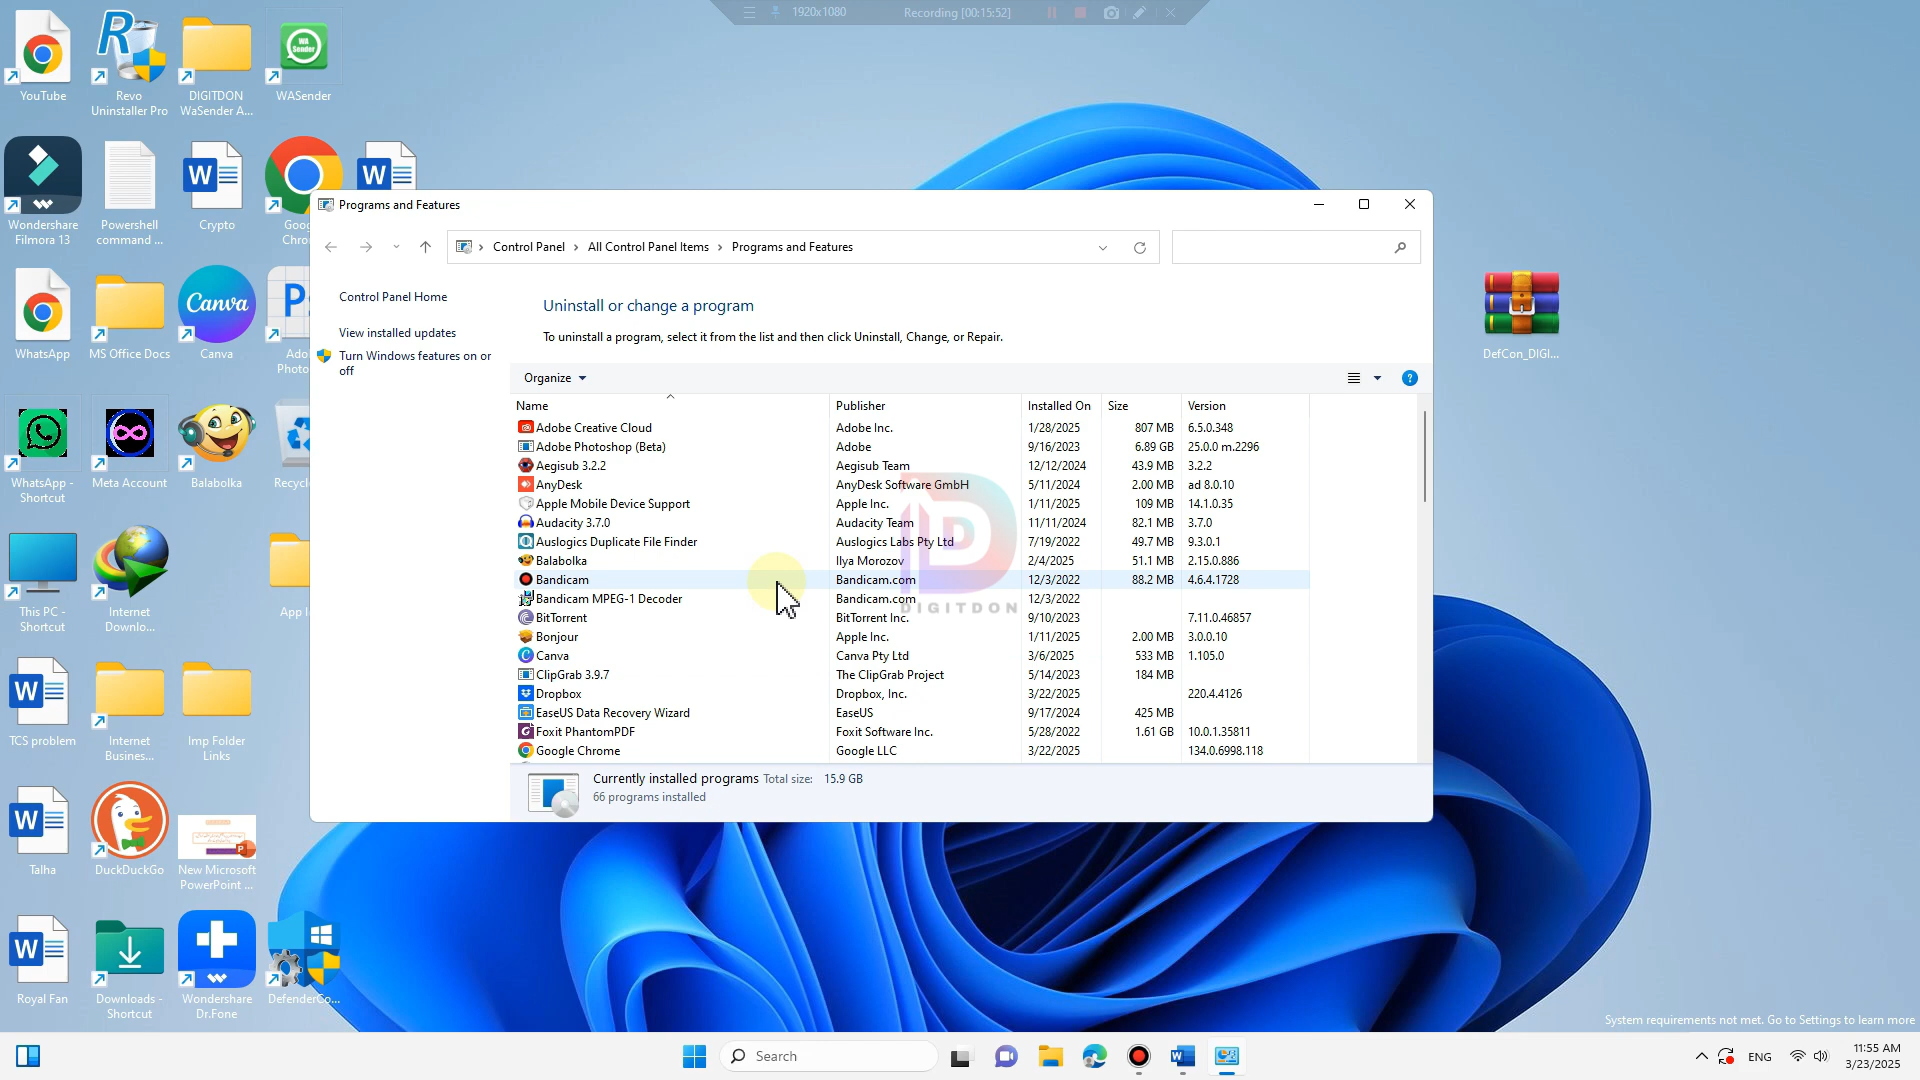 1920x1080
Recording [00:15:52]
YouTube
Revo
Uninstaller Pro
DIGITDON
WaSender A...
WA
Sender
WASender
Wondershare
Filmora 13
Powershell
command ...
Crypto
Goog
Chro
WhatsApp
MS Office Docs
Canva
Canva
Ado
Photo
WhatsApp -
Shortcut
Meta Account
Balabolka
Recycl
This PC -
Shortcut
Internet
Downlo...
App I
TCS problem
Internet
Busines...
Imp Folder
Links
Talha
DuckDuckGo
New Microsoft
PowerPoint ...
Royal Fan
Downloads -
Shortcut
Wondershare
Dr.Fone
DefenderCo...
DefCon_DIGI...
Programs and Features
Control Panel > All Control Panel Items > Programs and Features
Control Panel Home
View installed updates
Turn Windows features on or
off
Uninstall or change a program
To uninstall a program, select it from the list and then click Uninstall, Change, or Repair.
Organize
Name Publisher Installed On Size Version
Adobe Creative Cloud Adobe Inc. 1/28/2025 807 MB 6.5.0.348
Adobe Photoshop (Beta) Adobe 9/16/2023 6.89 GB 25.0.0 m.2296
Aegisub 3.2.2 Aegisub Team 12/12/2024 43.9 MB 3.2.2
AnyDesk AnyDesk Software GmbH 5/11/2024 2.00 MB ad 8.0.10
Apple Mobile Device Support Apple Inc. 1/11/2025 109 MB 14.1.0.35
Audacity 3.7.0 Audacity Team 11/11/2024 82.1 MB 3.7.0
Auslogics Duplicate File Finder Auslogics Labs Pty Ltd 7/19/2022 49.7 MB 9.3.0.1
Balabolka Ilya Morozov 2/4/2025 51.1 MB 2.15.0.886
Bandicam Bandicam.com 12/3/2022 88.2 MB 4.6.4.1728
Bandicam MPEG-1 Decoder Bandicam.com 12/3/2022
BitTorrent BitTorrent Inc. 9/10/2023 7.11.0.46857
Bonjour Apple Inc. 1/11/2025 2.00 MB 3.0.0.10
Canva Canva Pty Ltd 3/6/2025 533 MB 1.105.0
ClipGrab 3.9.7 The ClipGrab Project 5/14/2023 184 MB
Dropbox Dropbox, Inc. 3/22/2025 220.4.4126
EaseUS Data Recovery Wizard EaseUS 9/17/2024 425 MB
Foxit PhantomPDF Foxit Software Inc. 5/28/2022 1.61 GB 10.0.1.35811
Google Chrome Google LLC 3/22/2025 134.0.6998.118
DIGITDON
Currently installed programs Total size: 15.9 GB
66 programs installed
System requirements not met. Go to Settings to learn more
Search
ENG
11:55 AM
3/23/2025